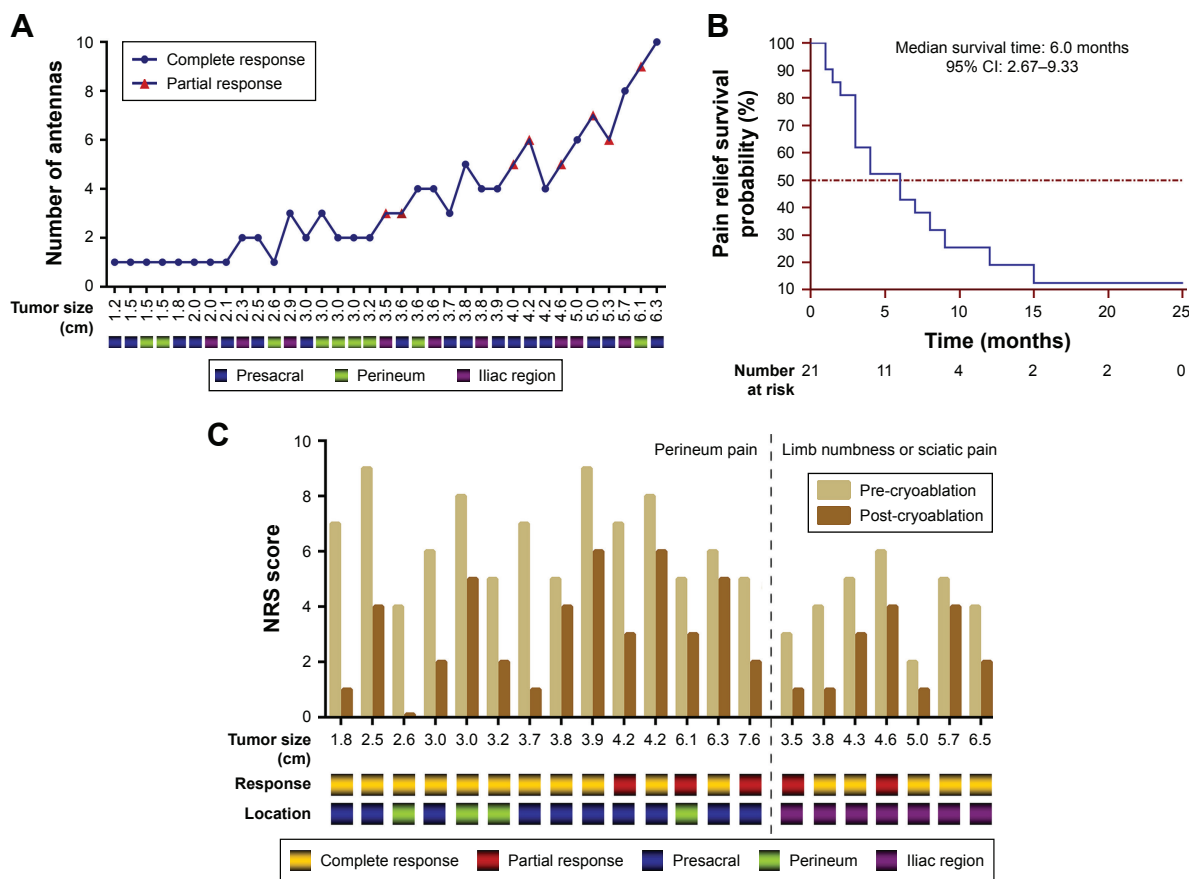 A
10
8
6
4
2
0
Number of antennas
Complete response
Partial response
Tumor size
(cm)
1.2 1.5 1.5 1.5 1.8 2.0 2.0 2.1 2.3 2.5 2.6 2.9 3.0 3.0 3.0 3.0 3.2 3.5 3.6 3.6 3.6 3.7 3.8 3.8 3.9 4.0 4.2 4.2 4.6 5.0 5.0 5.3 5.7 6.1 6.3
Presacral Perineum Iliac region
B
100
90
80
70
60
50
40
30
20
10
Pain relief survival
probability (%)
Median survival time: 6.0 months
95% CI: 2.67–9.33
0 5 10 15 20 25
Time (months)
Number
at risk
21 11 4 2 2 0
C
10
8
6
4
2
0
NRS score
Perineum pain
Limb numbness or sciatic pain
Pre-cryoablation
Post-cryoablation
Tumor size
(cm)
1.8 2.5 2.6 3.0 3.0 3.2 3.7 3.8 3.9 4.2 4.2 6.1 6.3 7.6 3.5 3.8 4.3 4.6 5.0 5.7 6.5
Response
Location
Complete response Partial response Presacral Perineum Iliac region